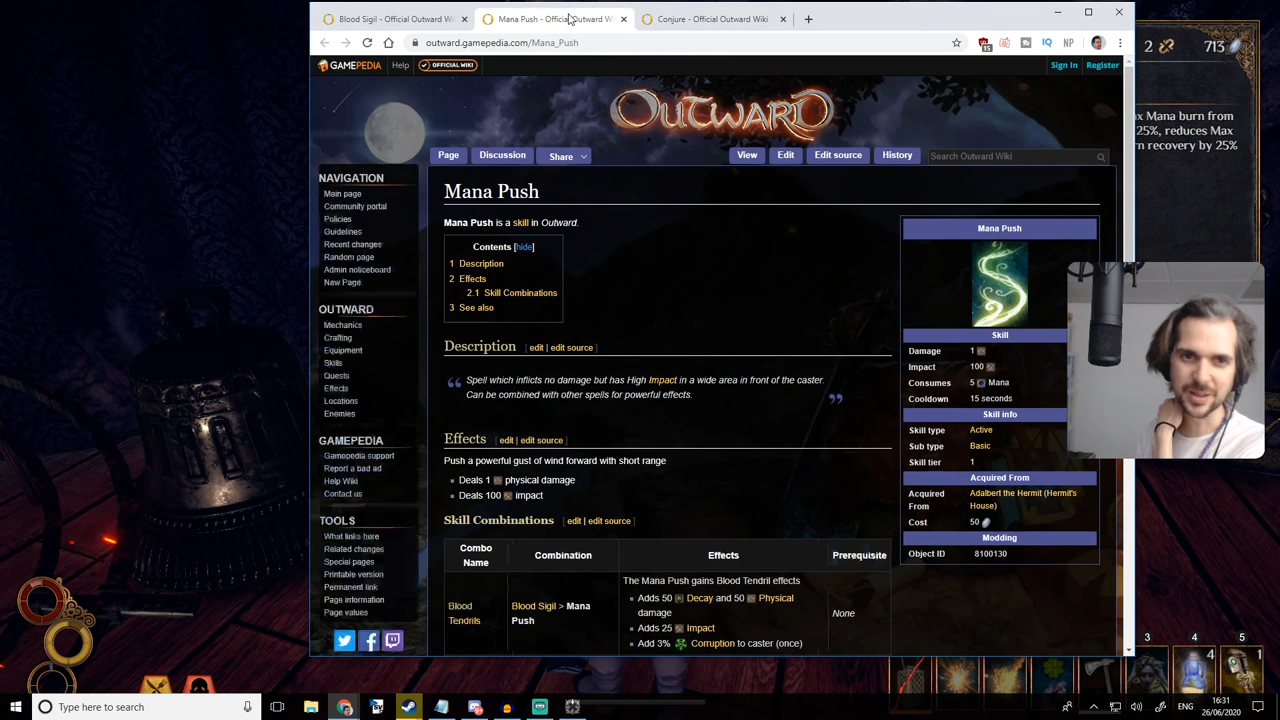 Blood Sigil - Official Outward Wi
Mana Push - Official Outward W
Conjure - Official Outward Wiki
outward.gamepedia.com/Mana_Push
15
IQ
NP
GAMEPEDIA
Help
OFFICIAL WIKI
Sign In
Register
2
713
OUTWARD
x Mana burn from
25%, reduces Max
n recovery by 25%
Page
Discussion
Share
View
Edit
Edit source
History
Search Outward Wiki
NAVIGATION
Main page
Community portal
Policies
Guidelines
Recent changes
Random page
Admin noticeboard
New Page
OUTWARD
Mechanics
Crafting
Equipment
Skills
Quests
Effects
Locations
Enemies
GAMEPEDIA
Gamepedia support
Report a bad ad
Help Wiki
Contact us
TOOLS
What links here
Related changes
Special pages
Printable version
Permanent link
Page information
Page values
Mana Push
Mana Push is a skill in Outward.
Contents [hide]
1 Description
2 Effects
2.1 Skill Combinations
3 See also
Description [ edit | edit source ]
“ Spell which inflicts no damage but has High Impact in a wide area in front of the caster.
Can be combined with other spells for powerful effects. ”
Effects [ edit | edit source ]
Push a powerful gust of wind forward with short range
Deals 1 physical damage
Deals 100 impact
Skill Combinations [ edit | edit source ]
Combo Name
Combination
Effects
Prerequisite
Blood Tendrils
Blood Sigil > Mana Push
The Mana Push gains Blood Tendril effects
Adds 50 Decay and 50 Physical
damage
Adds 25 Impact
Add 3% Corruption to caster (once)
None
Mana Push
Skill
Damage 1
Impact 100
Consumes 5 Mana
Cooldown 15 seconds
Skill info
Skill type Active
Sub type Basic
Skill tier 1
Acquired From
Acquired From
Adalbert the Hermit (Hermit's
House)
Cost 50
Modding
Object ID 8100130
3
4
5
4
1
Type here to search
ENG
16:31
26/06/2020